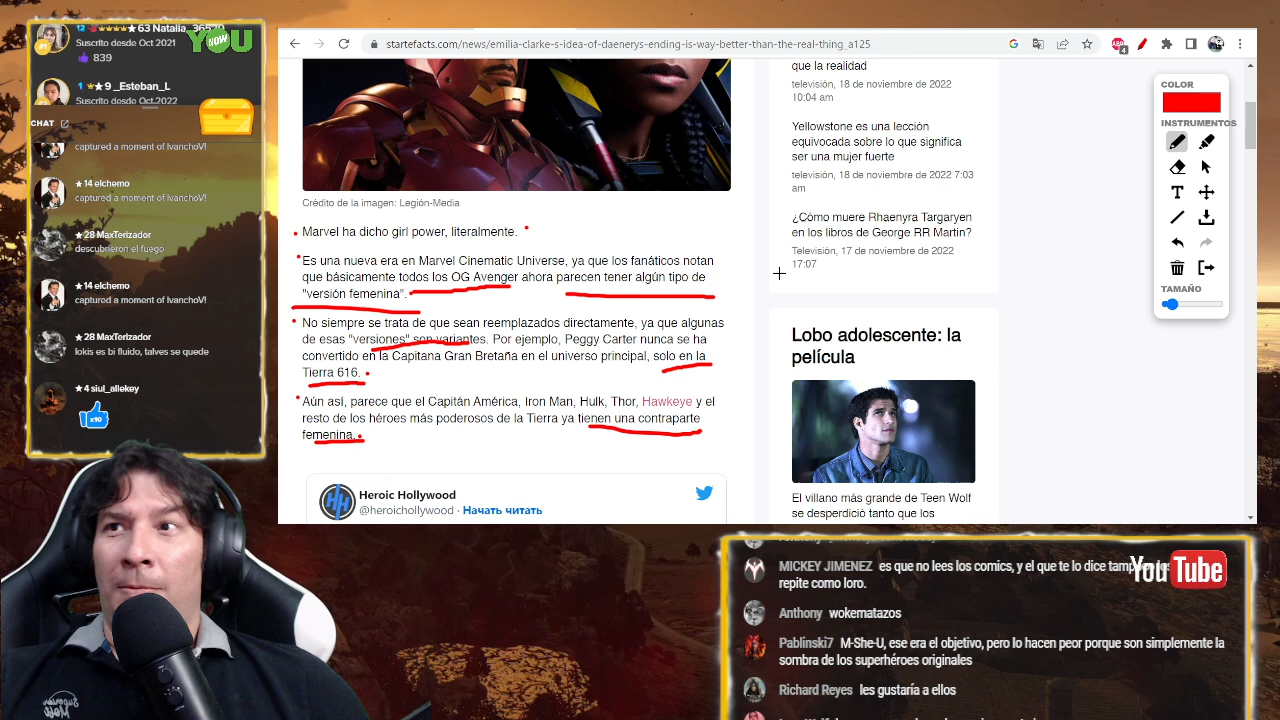 12 63 Natalia_36520
Suscrito desde Oct 2021
839
YOU NOW
#1
1 9 _Esteban_L
Suscrito desde Oct 2022
CHAT
captured a moment of IvanchoV!
14 elchemo
captured a moment of IvanchoV!
28 MaxTerizador
descubrieron el fuego
14 elchemo
captured a moment of IvanchoV!
28 MaxTerizador
lokis es bi fluido, talves se quede
4 siul_allekey
x10
startefacts.com/news/emilia-clarke-s-idea-of-daenerys-ending-is-way-better-than-the-real-thing_a125
4
Crédito de la imagen: Legión-Media
Marvel ha dicho girl power, literalmente.
Es una nueva era en Marvel Cinematic Universe, ya que los fanáticos notan
que básicamente todos los OG Avenger ahora parecen tener algún tipo de
"versión femenina".
No siempre se trata de que sean reemplazados directamente, ya que algunas
de esas "versiones" son variantes. Por ejemplo, Peggy Carter nunca se ha
convertido en la Capitana Gran Bretaña en el universo principal, solo en la
Tierra 616.
Aún así, parece que el Capitán América, Iron Man, Hulk, Thor, Hawkeye y el
resto de los héroes más poderosos de la Tierra ya tienen una contraparte
femenina.
Heroic Hollywood
@heroichollywood · Начать читать
que la realidad
televisión, 18 de noviembre de 2022
10:04 am
Yellowstone es una lección
equivocada sobre lo que significa
ser una mujer fuerte
televisión, 18 de noviembre de 2022 7:03
am
¿Cómo muere Rhaenyra Targaryen
en los libros de George RR Martin?
Televisión, 17 de noviembre de 2022
17:07
Lobo adolescente: la
película
El villano más grande de Teen Wolf
se desperdició tanto que los
COLOR
INSTRUMENTOS
T
TAMAÑO
YouTube
MICKEY JIMENEZ es que no lees los comics, y el que te lo dice
repite como loro.
Anthony wokematazos
Pablinski7 M-She-U, ese era el objetivo, pero lo hacen peor porque son simplemente la
sombra de los superhéroes originales
Richard Reyes les gustaría a ellos